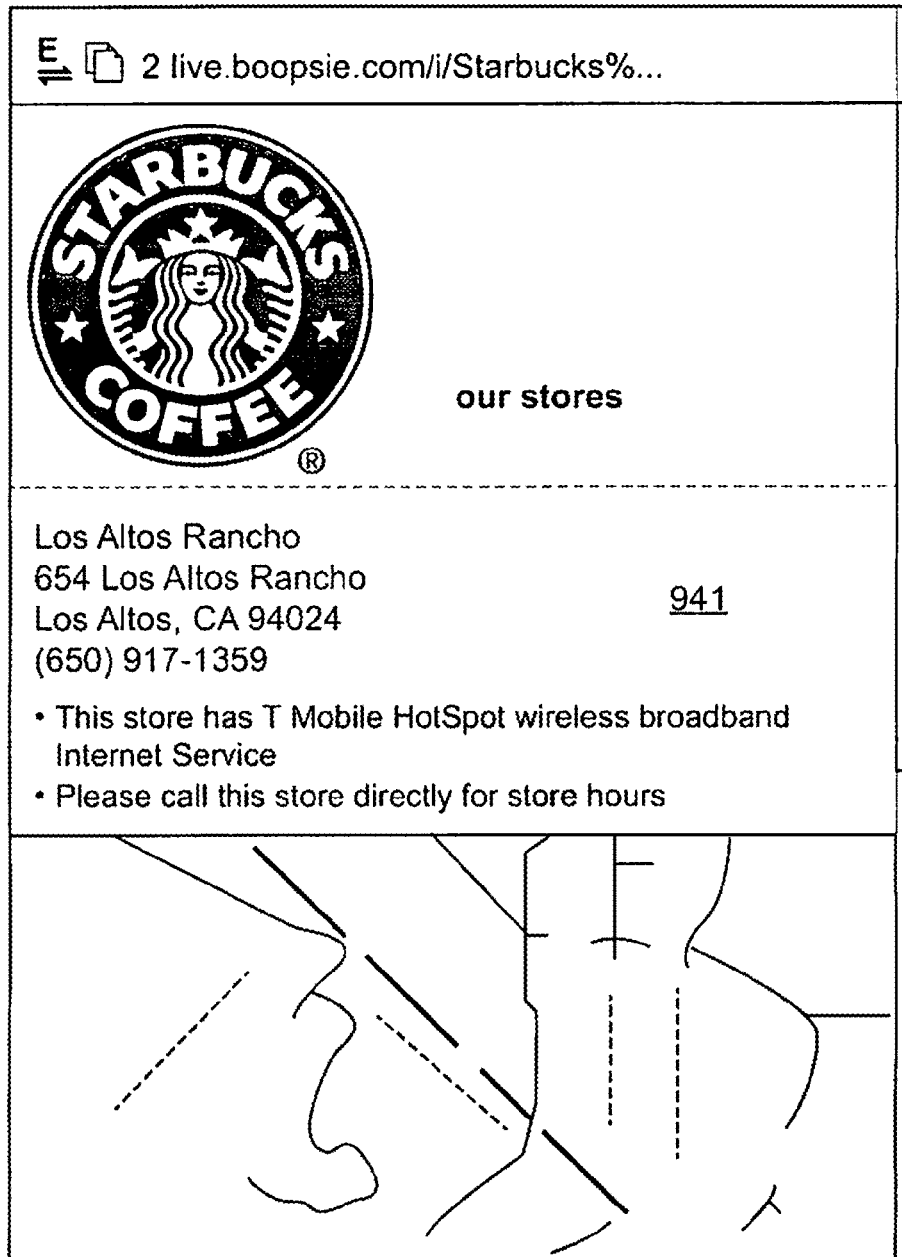 E 2 live.boopsie.com/i/Starbucks%...
STARBUCKS
COFFEE
®
our stores
Los Altos Rancho
654 Los Altos Rancho
Los Altos, CA 94024
(650) 917-1359
941
• This store has T Mobile HotSpot wireless broadband
Internet Service
• Please call this store directly for store hours